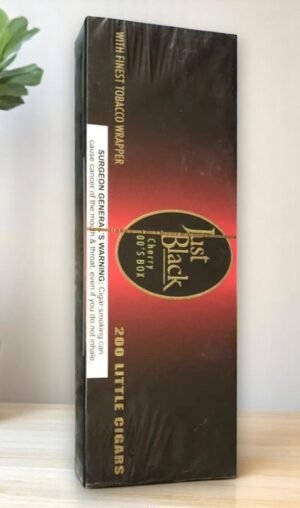 WITH FINEST TOBACCO WRAPPER
SURGEON GENERAL'S WARNING: Cigar smoking can
cause cancer of the mouth & throat, even if you do not inhale.
Just
Black
Cherry
00'S BOX
200 LITTLE CIGARS